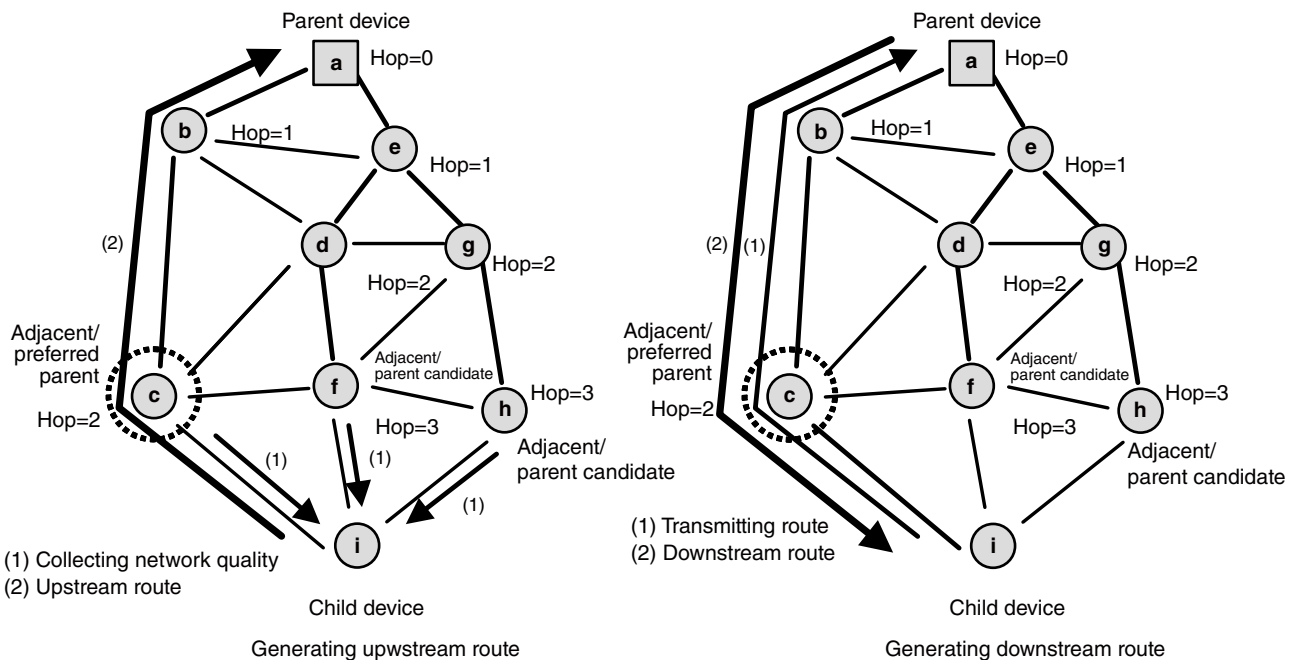 Parent device
a
Hop=0
b
Hop=1
e
Hop=1
(2)
d
g
Hop=2
Hop=2
Adjacent/
preferred
parent
c
Hop=2
f
Adjacent/
parent candidate
Hop=3
Hop=3
h
Adjacent/
parent candidate
(1)
(1)
(1)
i
(1) Collecting network quality
(2) Upstream route
Child device
Generating upwstream route
Parent device
a
Hop=0
b
Hop=1
e
Hop=1
(2)
(1)
d
g
Hop=2
Hop=2
Adjacent/
preferred
parent
c
Hop=2
f
Adjacent/
parent candidate
Hop=3
Hop=3
h
Adjacent/
parent candidate
(1) Transmitting route
(2) Downstream route
i
Child device
Generating downstream route